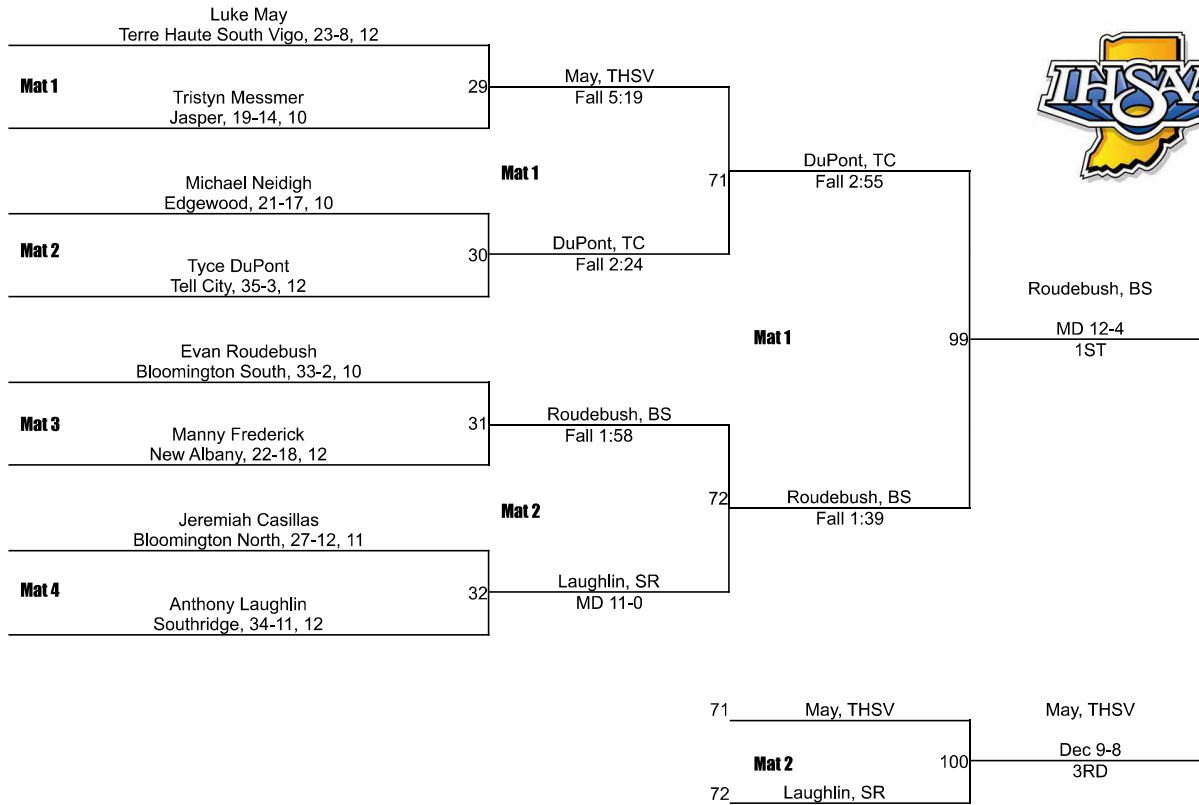 Luke May
Terre Haute South Vigo, 23-8, 12
Mat 1
29
Tristyn Messmer
Jasper, 19-14, 10
May, THSV
Fall 5:19
Mat 1
71
Michael Neidigh
Edgewood, 21-17, 10
Mat 2
30
Tyce DuPont
Tell City, 35-3, 12
DuPont, TC
Fall 2:24
DuPont, TC
Fall 2:55
Mat 1
99
Evan Roudebush
Bloomington South, 33-2, 10
Mat 3
31
Manny Frederick
New Albany, 22-18, 12
Roudebush, BS
Fall 1:58
Mat 2
72
Jeremiah Casillas
Bloomington North, 27-12, 11
Mat 4
32
Anthony Laughlin
Southridge, 34-11, 12
Laughlin, SR
MD 11-0
Roudebush, BS
Fall 1:39
Roudebush, BS
MD 12-4
1ST
IHSAA
71
May, THSV
Mat 2
100
72
Laughlin, SR
May, THSV
Dec 9-8
3RD